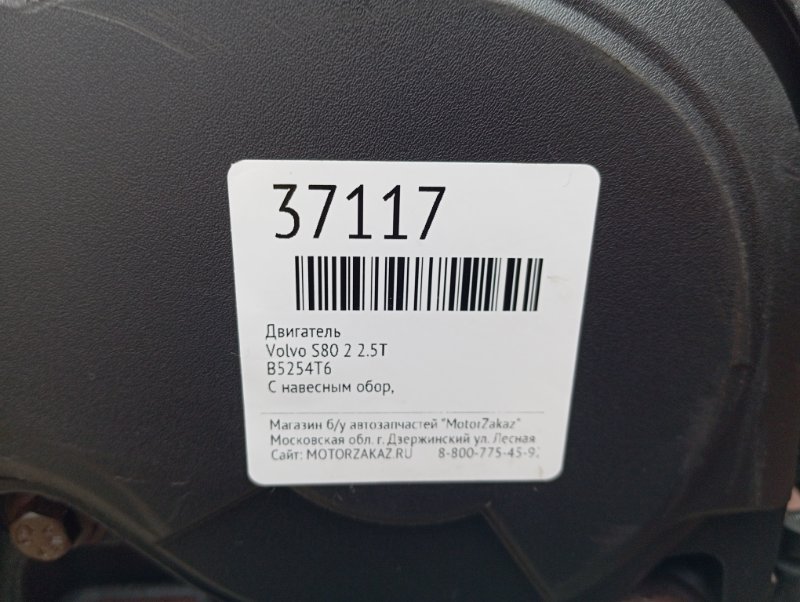 37117
Двигатель
Volvo S80 2 2.5T
B5254T6
С навесным обор,
Магазин б/у автозапчастей "MotorZakaz"
Московская обл. г. Дзержинский ул. Лесная
Сайт: MOTORZAKAZ.RU 8-800-775-45-9